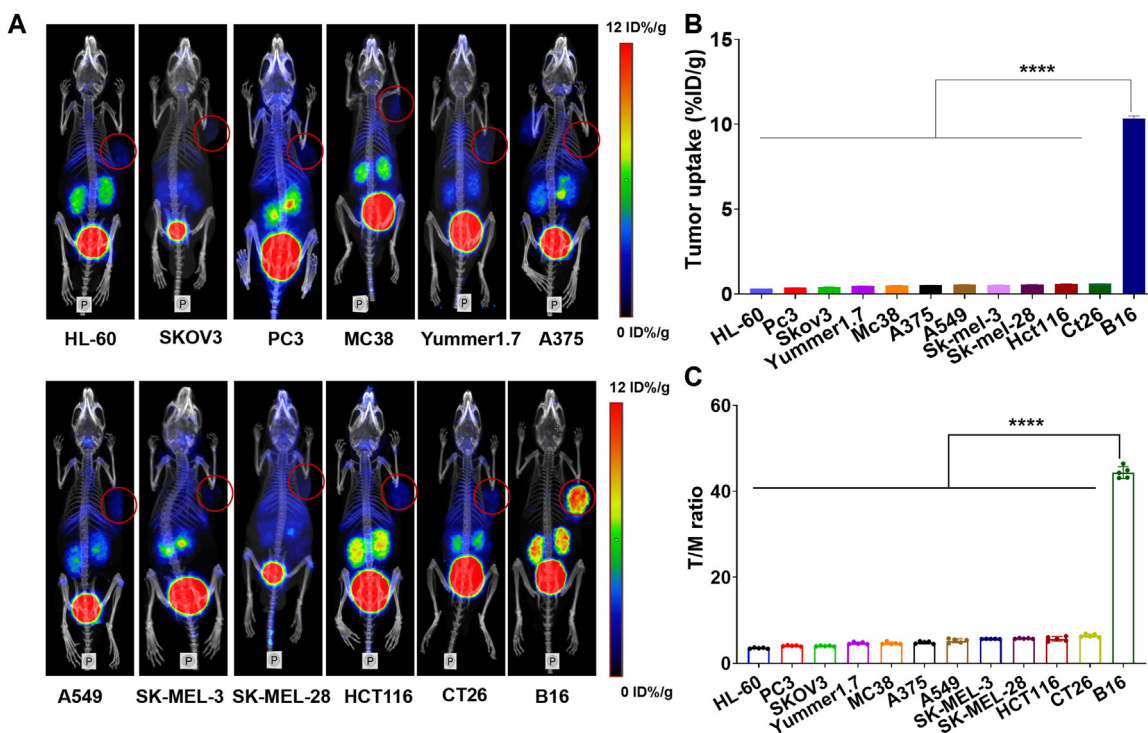 A
12 ID%/g
P P P P P P
HL-60 SKOV3 PC3 MC38 Yummer1.7 A375
0 ID%/g
12 ID%/g
P P P P P P
A549 SK-MEL-3 SK-MEL-28 HCT116 CT26 B16
0 ID%/g
B
Tumor uptake (%ID/g)
15
10
5
0
****
HL-60 Pc3 Skov3 Yummer1.7 Mc38 A375 A549 Sk-mel-3 Sk-mel-28 Hct116 Ct26 B16
C
T/M ratio
60
40
20
0
****
HL-60 PC3 SKOV3 Yummer1.7 MC38 A375 A549 SK-MEL-3 SK-MEL-28 HCT116 CT26 B16